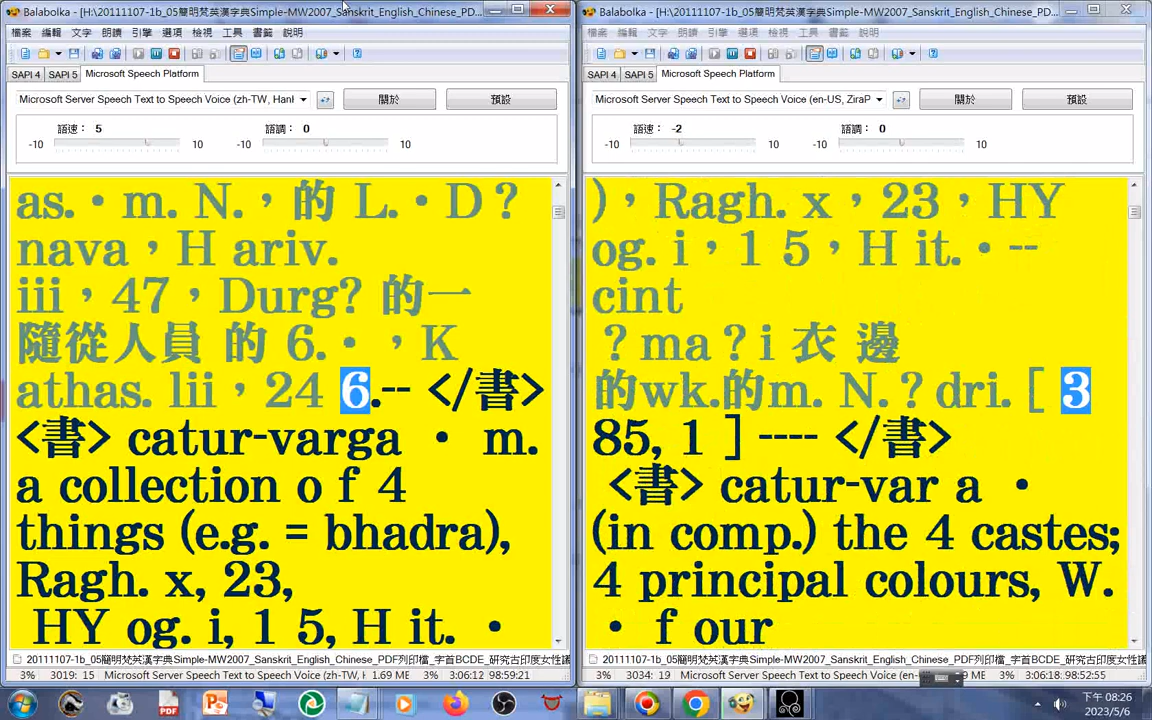 Balabolka - [H:\20111107-1b_05簡明梵英漢字典Simple-MW2007_Sanskrit_English_Chinese_PD...
檔案 編輯 文字 朗讀 引擎 選項 檢視 工具 書籤 說明
SAPI 4 SAPI 5 Microsoft Speech Platform
Microsoft Server Speech Text to Speech Voice (zh-TW, HanH 關於 預設
語速： 5 語調： 0
-10 10 -10 10
as.‧m. N.，的 L.‧D？
nava，H ariv.
iii，47，Durg? 的一
隨從人員 的 6.‧，K
athas. lii，24 6.-- </書>
<書> catur-varga ‧ m.
a collection o f 4
things (e.g. = bhadra),
Ragh. x, 23,
HY og. i, 1 5, H it. ‧
20111107-1b_05簡明梵英漢字典Simple-MW2007_Sanskrit_English_Chinese_PDF列印檔_字首BCDE_研究古印度女性議
3% 3019: 15 Microsoft Server Speech Text to Speech Voice (zh-TW, H 1.69 ME 3% 3:06:12 98:59:21
Balabolka - [H:\20111107-1b_05簡明梵英漢字典Simple-MW2007_Sanskrit_English_Chinese_PD...
檔案 編輯 文字 朗讀 引擎 選項 檢視 工具 書籤 說明
SAPI 4 SAPI 5 Microsoft Speech Platform
Microsoft Server Speech Text to Speech Voice (en-US, ZiraP 關於 預設
語速： -2 語調： 0
-10 10 -10 10
)，Ragh. x，23，HY
og. i，1 5，H it.‧--
cint
？ma？i 衣 邊
的wk.的m. N.？dri.［ 3
85, 1 ］---- </書>
<書> catur-var a ‧
(in comp.) the 4 castes;
4 principal colours, W.
‧ f our
20111107-1b_05簡明梵英漢字典Simple-MW2007_Sanskrit_English_Chinese_PDF列印檔_字首BCDE_研究古印度女性議
3% 3034: 19 Microsoft Server Speech Text to Speech Voice 3% 3:06:18 98:52:55
PDF
下午 08:26
2023/5/6